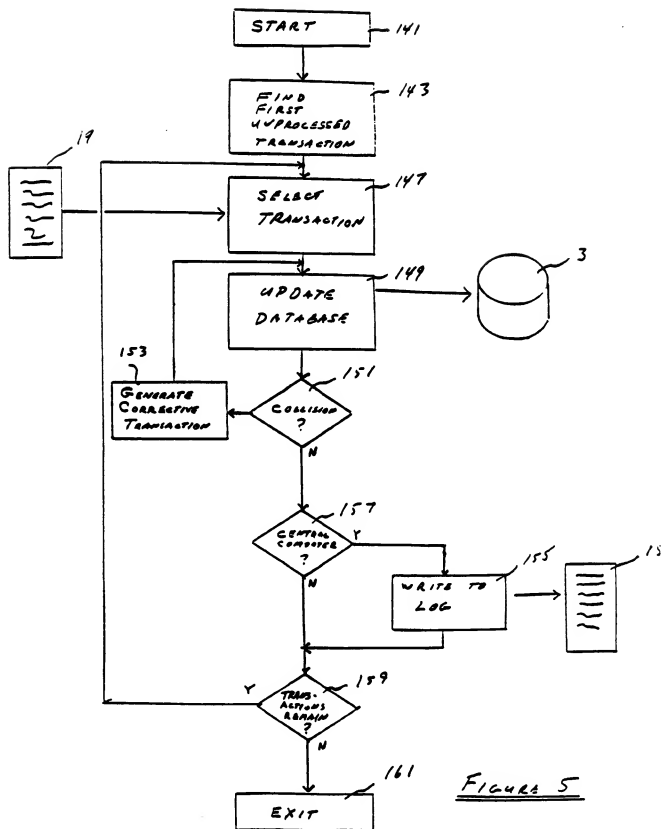 START
141
FIND
FIRST
UNPROCESSED
TRANSACTION
143
19
SELECT
TRANSACTION
147
UPDATE
DATABASE
149
3
153
GENERATE
CORRECTIVE
TRANSACTION
COLLISION
?
151
N
CENTRAL
COMPUTER
?
157
Y
N
WRITE TO
LOG
155
15
TRANS-
ACTIONS
REMAIN
?
159
Y
N
EXIT
161
FIGURE 5